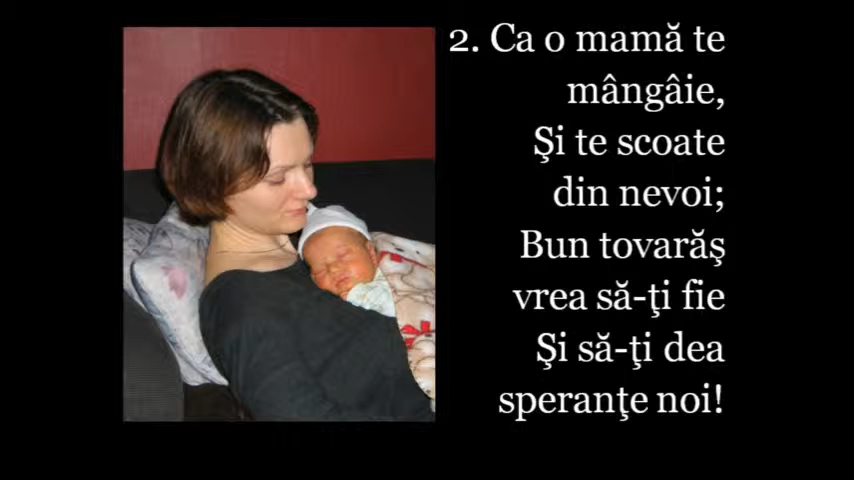 2. Ca o mamă te
mângâie,
Şi te scoate
din nevoi;
Bun tovarăş
vrea să-ţi fie
Şi să-ţi dea
speranţe noi!